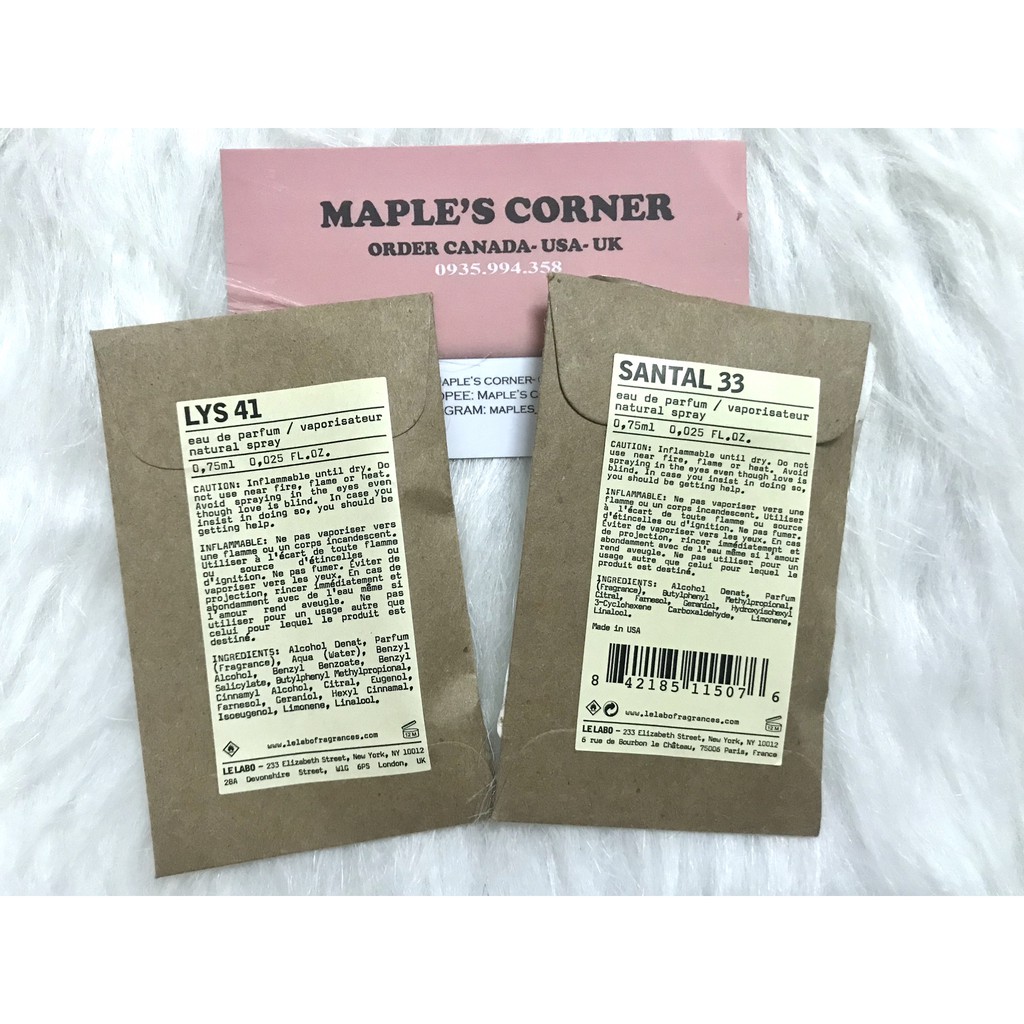 MAPLE'S CORNER
ORDER CANADA- USA- UK
0935.994.358
MAPLE'S CORNER-
LYS 41
eau de parfum / vaporisateur
natural spray
0,75ml 0,025 FL.OZ.
CAUTION: Inflammable until dry. Do
not use near fire, flame or heat.
Avoid spraying in the eyes even
though love is blind. In case you
insist in doing so, you should be
getting help.
INFLAMMABLE: Ne pas vaporiser vers
une flamme ou un corps incandescent.
Utiliser à l'écart de toute flamme
ou source d'étincelles ou
d'ignition. Ne pas fumer. Éviter de
vaporiser vers les yeux. En cas de
projection, rincer immédiatement et
abondamment avec de l'eau même si
l'amour rend aveugle. Ne pas
utiliser pour un usage autre que
celui pour lequel le produit est
destiné.
INGREDIENTS: Alcohol Denat, Parfum
(Fragrance), Aqua (Water), Benzyl
Alcohol, Benzyl Benzoate, Benzyl
Salicylate, Butylphenyl Methylpropional,
Cinnamyl Alcohol, Citral, Eugenol,
Farnesol, Geraniol, Hexyl Cinnamal,
Isoeugenol, Limonene, Linalool.
www.lelabofragrances.com
12 M
LE LABO – 233 Elizabeth Street, New York, NY 10012
28A Devonshire Street, W1G 6PS London, UK
SANTAL 33
eau de parfum / vaporisateur
natural spray
0,75ml 0,025 FL.OZ.
CAUTION: Inflammable until dry. Do not
use near fire, flame or heat. Avoid
spraying in the eyes even though love is
blind. In case you insist in doing so,
you should be getting help.
INFLAMMABLE: Ne pas vaporiser vers une
flamme ou un corps incandescent. Utiliser
à l'écart de toute flamme ou source
d'étincelles ou d'ignition. Ne pas fumer.
Éviter de vaporiser vers les yeux. En cas
de projection, rincer immédiatement et
abondamment avec de l'eau même si l'amour
rend aveugle. Ne pas utiliser pour un
usage autre que celui pour lequel le
produit est destiné.
INGREDIENTS: Alcohol Denat, Parfum
(Fragrance), Butylphenyl Methylpropional,
Citral, Farnesol, Geraniol, Hydroxyisohexyl
3-Cyclohexene Carboxaldehyde, Limonene,
Linalool.
Made in USA
8 42185 11507 6
www.lelabofragrances.com
12 M
LE LABO – 233 Elizabeth Street, New York, NY 10012
6 rue de Bourbon le Château, 75006 Paris, France